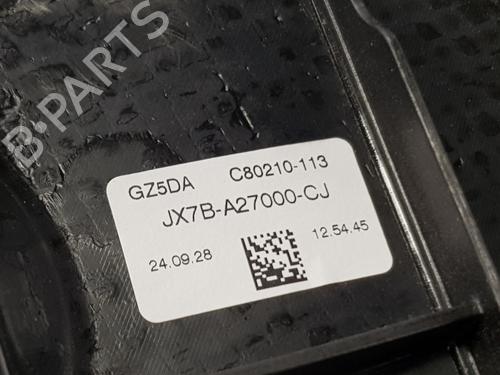 B-PARTS
GZ5DA C80210-113
JX7B-A27000-CJ
24.09.28 12.54.45